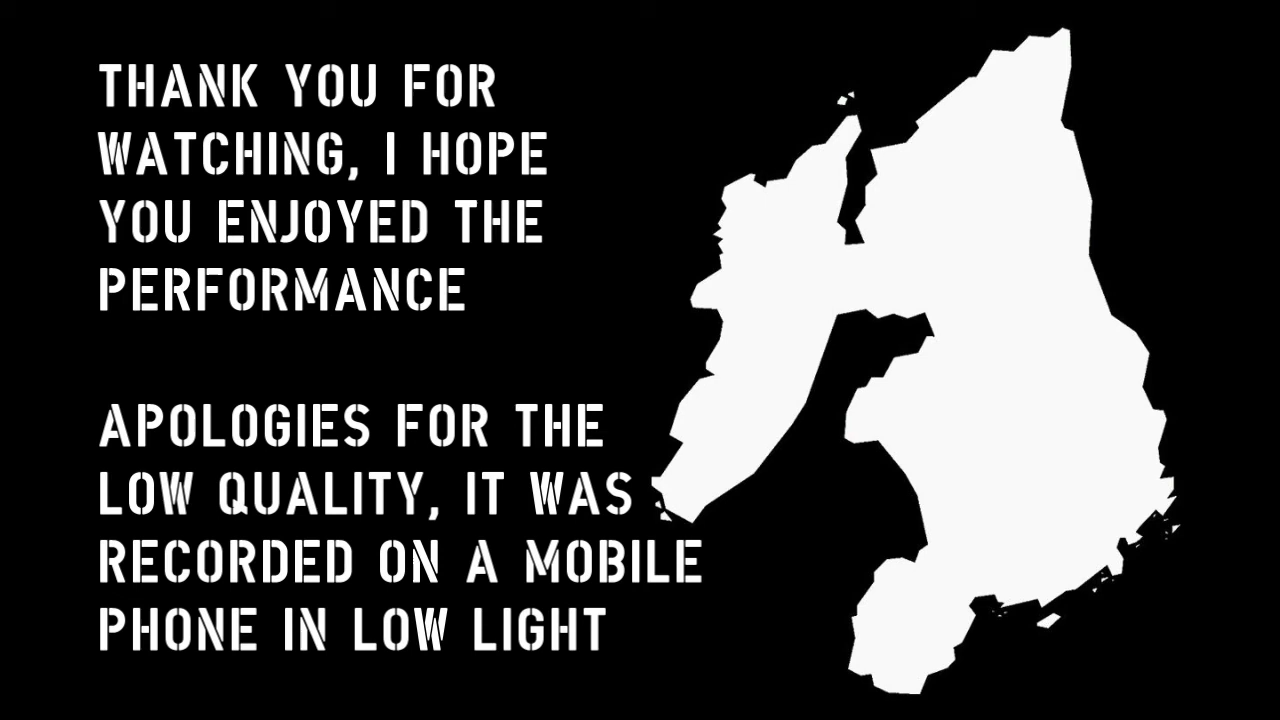 THANK YOU FOR
WATCHING, I HOPE
YOU ENJOYED THE
PERFORMANCE
APOLOGIES FOR THE
LOW QUALITY, IT WAS
RECORDED ON A MOBILE
PHONE IN LOW LIGHT